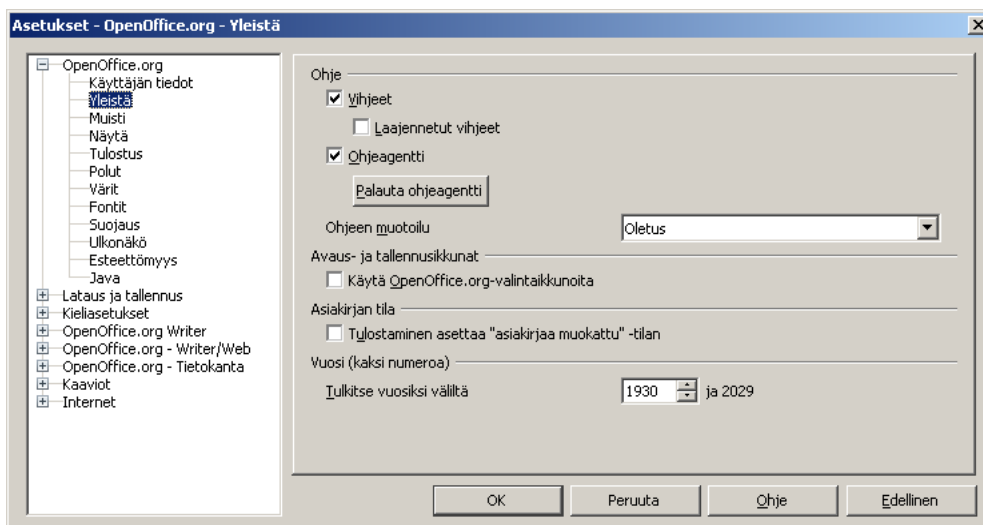 Asetukset - OpenOffice.org - Yleistä
OpenOffice.org
Käyttäjän tiedot
Yleistä
Muisti
Näytä
Tulostus
Polut
Värit
Fontit
Suojaus
Ulkonäkö
Esteettömyys
Java
Lataus ja tallennus
Kieliasetukset
OpenOffice.org Writer
OpenOffice.org - Writer/Web
OpenOffice.org - Tietokanta
Kaaviot
Internet
Ohje
Vihjeet
Laajennetut vihjeet
Ohjeagentti
Palauta ohjeagentti
Ohjeen muotoilu Oletus
Avaus- ja tallennusikkunat
Käytä OpenOffice.org-valintaikkunoita
Asiakirjan tila
Tulostaminen asettaa "asiakirjaa muokattu" -tilan
Vuosi (kaksi numeroa)
Tulkitse vuosiksi väliltä 1930 ja 2029
OK Peruuta Ohje Edellinen